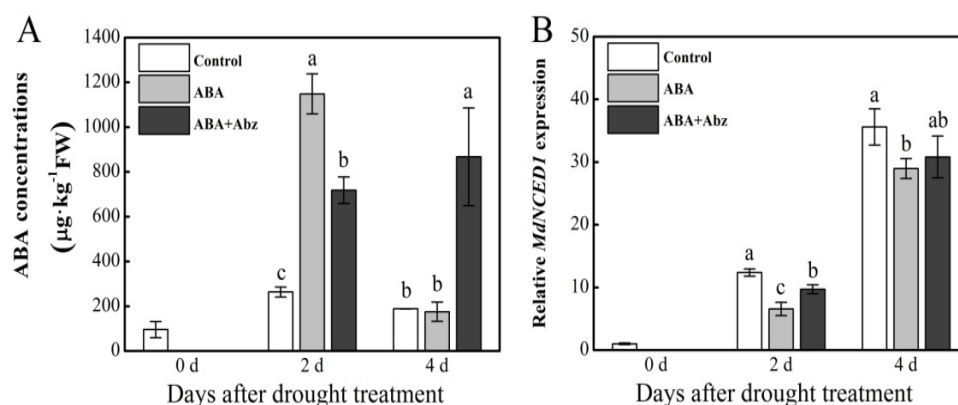 A
ABA concentrations
(μg·kg⁻¹FW)
1400
1200
1000
800
600
400
200
0
Control
ABA
ABA+Abz
c
a
b
b
b
a
0 d
2 d
4 d
Days after drought treatment
B
Relative MdNCED1 expression
50
40
30
20
10
0
Control
ABA
ABA+Abz
a
c
b
a
b
ab
0 d
2 d
4 d
Days after drought treatment